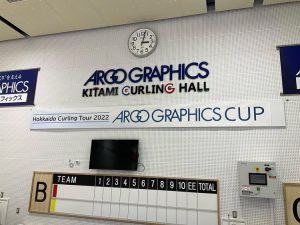 ARGO GRAPHICS
KITAMI CURLING HALL
Hokkaido Curling Tour 2022 ARGO GRAPHICS CUP
B TEAM 1 2 3 4 5 6 7 8 9 10 EE TOTAL